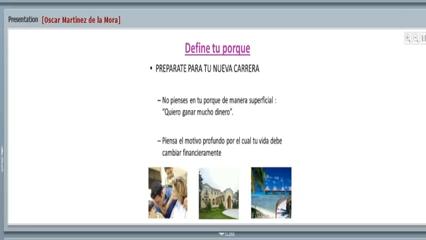 Presentation [Oscar Martinez de la Mora]
Define tu porque
• PREPARATE PARA TU NUEVA CARRERA
– No pienses en tu porque de manera superficial :
"Quiero ganar mucho dinero".
– Piensa el motivo profundo por el cual tu vida debe
cambiar financieramente